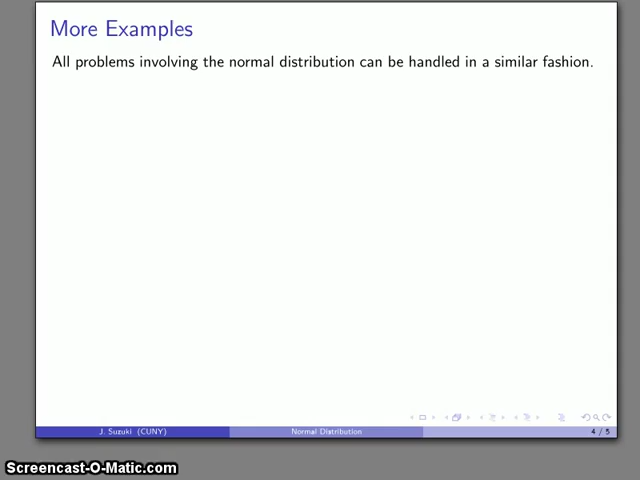 More Examples
All problems involving the normal distribution can be handled in a similar fashion.
J. Suzuki (CUNY)
Normal Distribution
4 / 5
Screencast-O-Matic.com